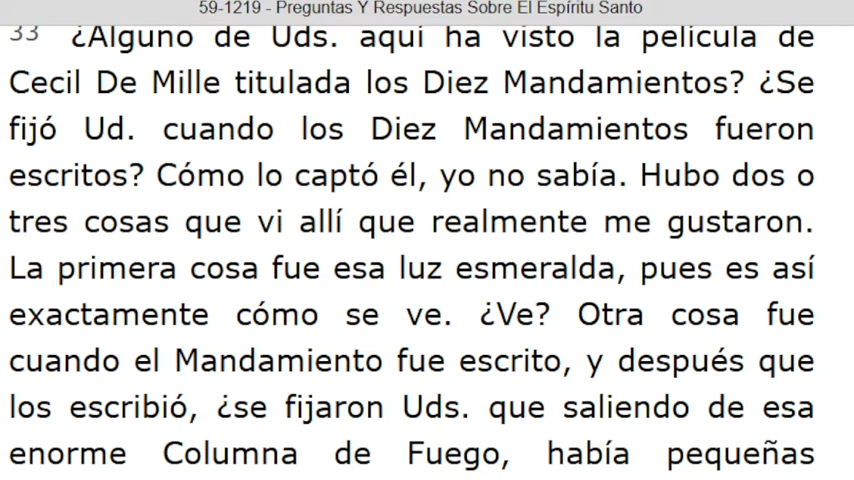 59-1219 - Preguntas Y Respuestas Sobre El Espíritu Santo
33 ¿Alguno de Uds. aquí ha visto la película de
Cecil De Mille titulada los Diez Mandamientos? ¿Se
fijó Ud. cuando los Diez Mandamientos fueron
escritos? Cómo lo captó él, yo no sabía. Hubo dos o
tres cosas que vi allí que realmente me gustaron.
La primera cosa fue esa luz esmeralda, pues es así
exactamente cómo se ve. ¿Ve? Otra cosa fue
cuando el Mandamiento fue escrito, y después que
los escribió, ¿se fijaron Uds. que saliendo de esa
enorme Columna de Fuego, había pequeñas